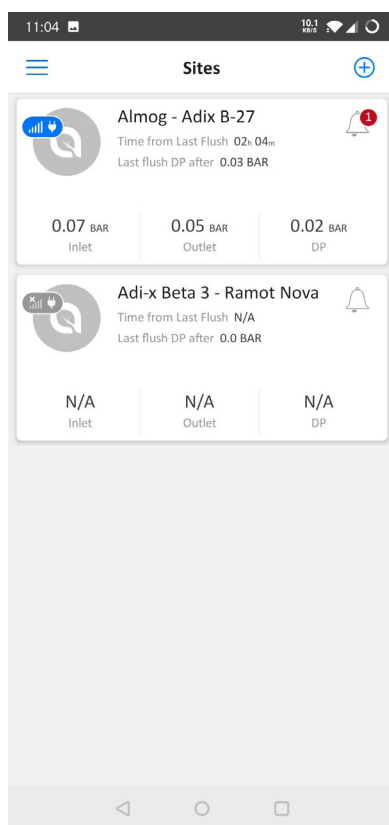 11:04
10.1
KB/S
Sites
Almog - Adix B-27
1
Time from Last Flush 02h 04m
Last flush DP after 0.03 BAR
0.07 BAR 0.05 BAR 0.02 BAR
Inlet Outlet DP
Adi-x Beta 3 - Ramot Nova
Time from Last Flush N/A
Last flush DP after 0.0 BAR
N/A N/A N/A
Inlet Outlet DP